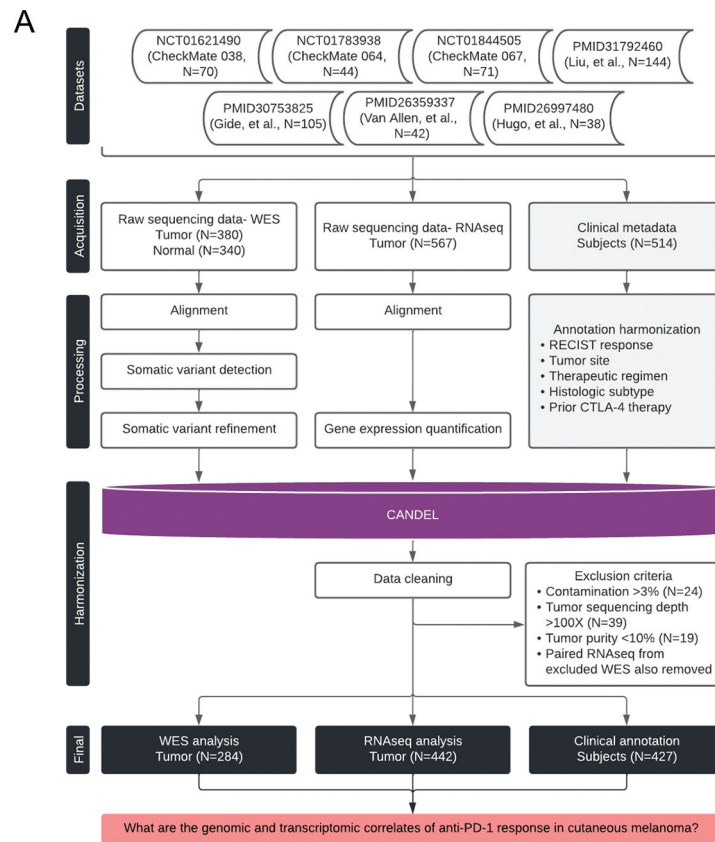 A
Datasets
NCT01621490
(CheckMate 038,
N=70)
NCT01783938
(CheckMate 064,
N=44)
NCT01844505
(CheckMate 067,
N=71)
PMID31792460
(Liu, et al., N=144)
PMID30753825
(Gide, et al., N=105)
PMID26359337
(Van Allen, et al.,
N=42)
PMID26997480
(Hugo, et al., N=38)
Acquisition
Raw sequencing data- WES
Tumor (N=380)
Normal (N=340)
Raw sequencing data- RNAseq
Tumor (N=567)
Clinical metadata
Subjects (N=514)
Processing
Alignment
Somatic variant detection
Somatic variant refinement
Alignment
Gene expression quantification
Annotation harmonization
• RECIST response
• Tumor site
• Therapeutic regimen
• Histologic subtype
• Prior CTLA-4 therapy
Harmonization
CANDEL
Data cleaning
Exclusion criteria
• Contamination >3% (N=24)
• Tumor sequencing depth
>100X (N=39)
• Tumor purity <10% (N=19)
• Paired RNAseq from
excluded WES also removed
Final
WES analysis
Tumor (N=284)
RNAseq analysis
Tumor (N=442)
Clinical annotation
Subjects (N=427)
What are the genomic and transcriptomic correlates of anti-PD-1 response in cutaneous melanoma?